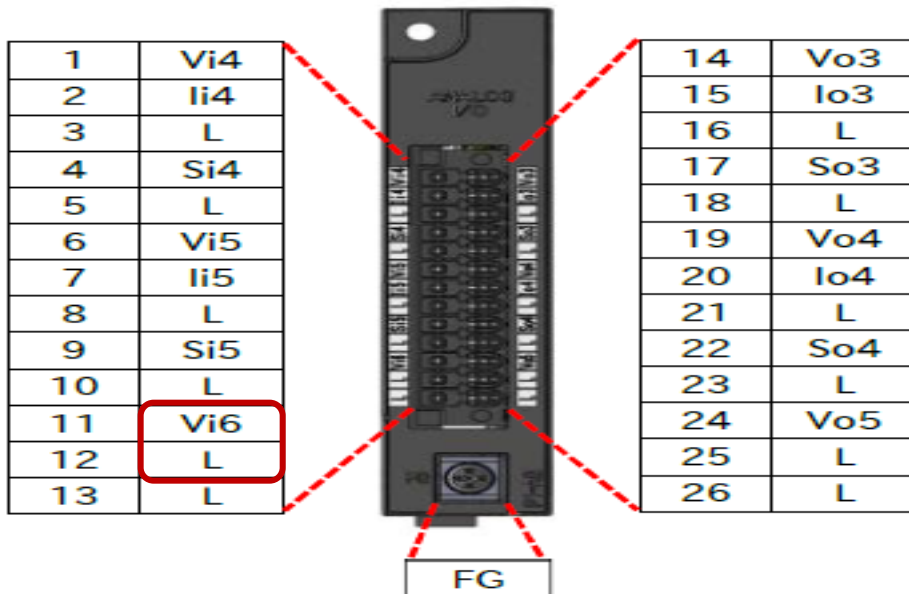 1 Vi4
2 Ii4
3 L
4 Si4
5 L
6 Vi5
7 Ii5
8 L
9 Si5
10 L
11 Vi6
12 L
13 L
ANALOG
I/O
14 Vo3
15 Io3
16 L
17 So3
18 L
19 Vo4
20 Io4
21 L
22 So4
23 L
24 Vo5
25 L
26 L
FG